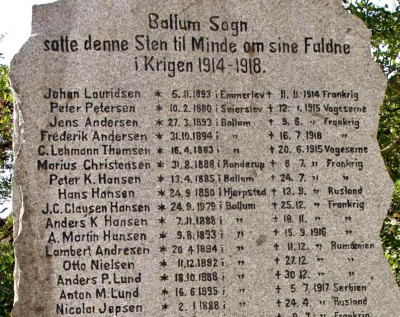 Ballum Sogn
satte denne Sten til Minde om sine Faldne
i Krigen 1914-1918.
Johan Lauridsen * 6.11.1893 i Emmerlev † 11.11.1914 Frankrig
Peter Petersen * 10.2.1880 i Seierslev † 12.1.1915 Vogeserne
Jens Andersen * 27.3.1893 i Ballum † 9.6. " Frankrig
Frederik Andersen * 31.10.1894 i " † 16.7.1918 "
C. Lehmann Thomsen * 16.4.1883 i " † 20.6.1915 Vogeserne
Marius Christensen * 31.8.1888 i Randerup † 8.7. " Frankrig
Peter K. Hansen * 13.4.1885 i Ballum † 24.7. " "
Hans Hansen * 24.9.1890 i Hjerpsted † 13.9. " Rusland
J.C. Clausen Hansen * 24.9.1879 i Ballum † 25.12. " Frankrig
Anders K Hansen * 7.11.1888 i " † 18.11. " "
A. Martin Hansen * 9.8.1893 i " † 15.9.1916 "
Lambert Andresen * 20.4.1894 i " † 11.12. " Rumænien
Otto Nielsen * 11.12.1892 i " † 27.12. " "
Anders P. Lund * 18.10.1888 i " † 30.12. " "
Anton M. Lund * 16.6.1895 i " † 5.7.1917 Serbien
Nicolai Jepsen * 2.1.1888 i " † 24.4. " Rusland
" Frankrig